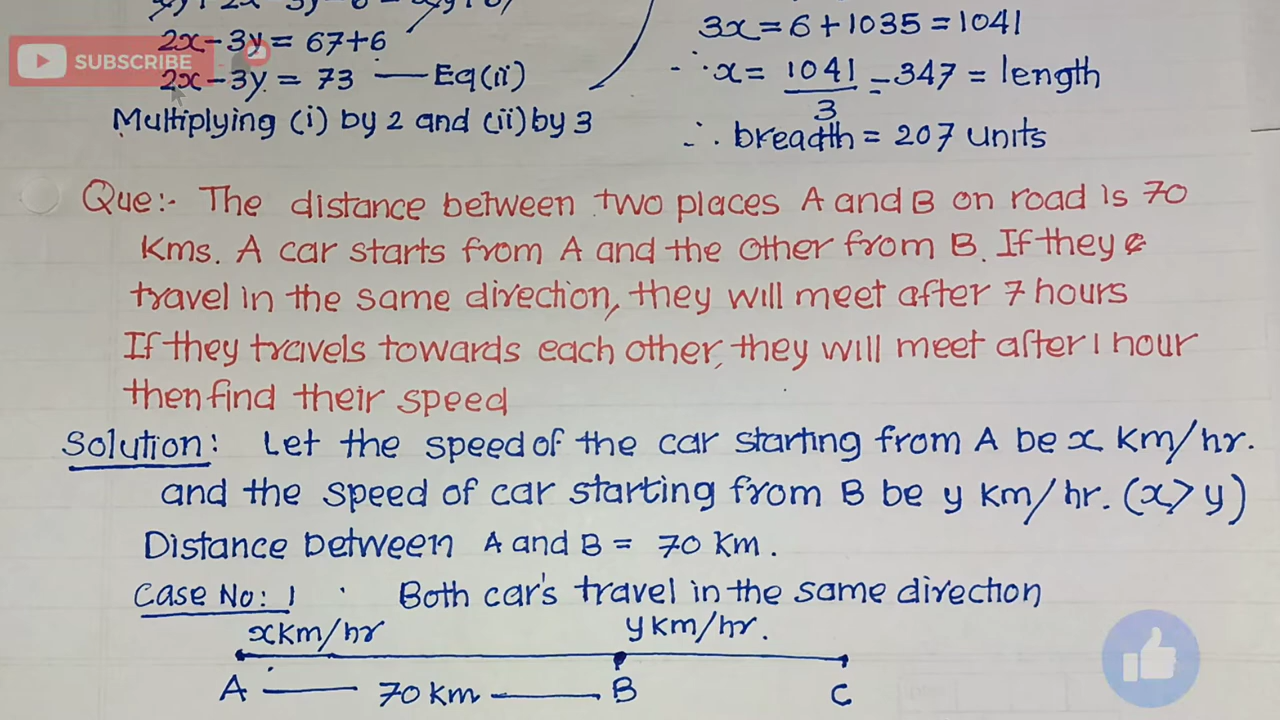 2x-3y = 67+6
SUBSCRIBE
2x-3y = 73 — Eq(ii)
Multiplying (i) by 2 and (ii) by 3
3x = 6 + 1035 = 1041
∴ x = 1041/3 = 347 = length
∴ breadth = 207 units
Que:- The distance between two places A and B on road is 70
Kms. A car starts from A and the other from B. If they
travel in the same direction, they will meet after 7 hours
If they travels towards each other, they will meet after 1 hour
then find their speed
Solution: Let the speed of the car starting from A be x km/hr.
and the speed of car starting from B be y km/hr. (x > y)
Distance between A and B = 70 Km.
Case No: 1 Both car's travel in the same direction
x km/hr y km/hr.
A — 70 km — B C